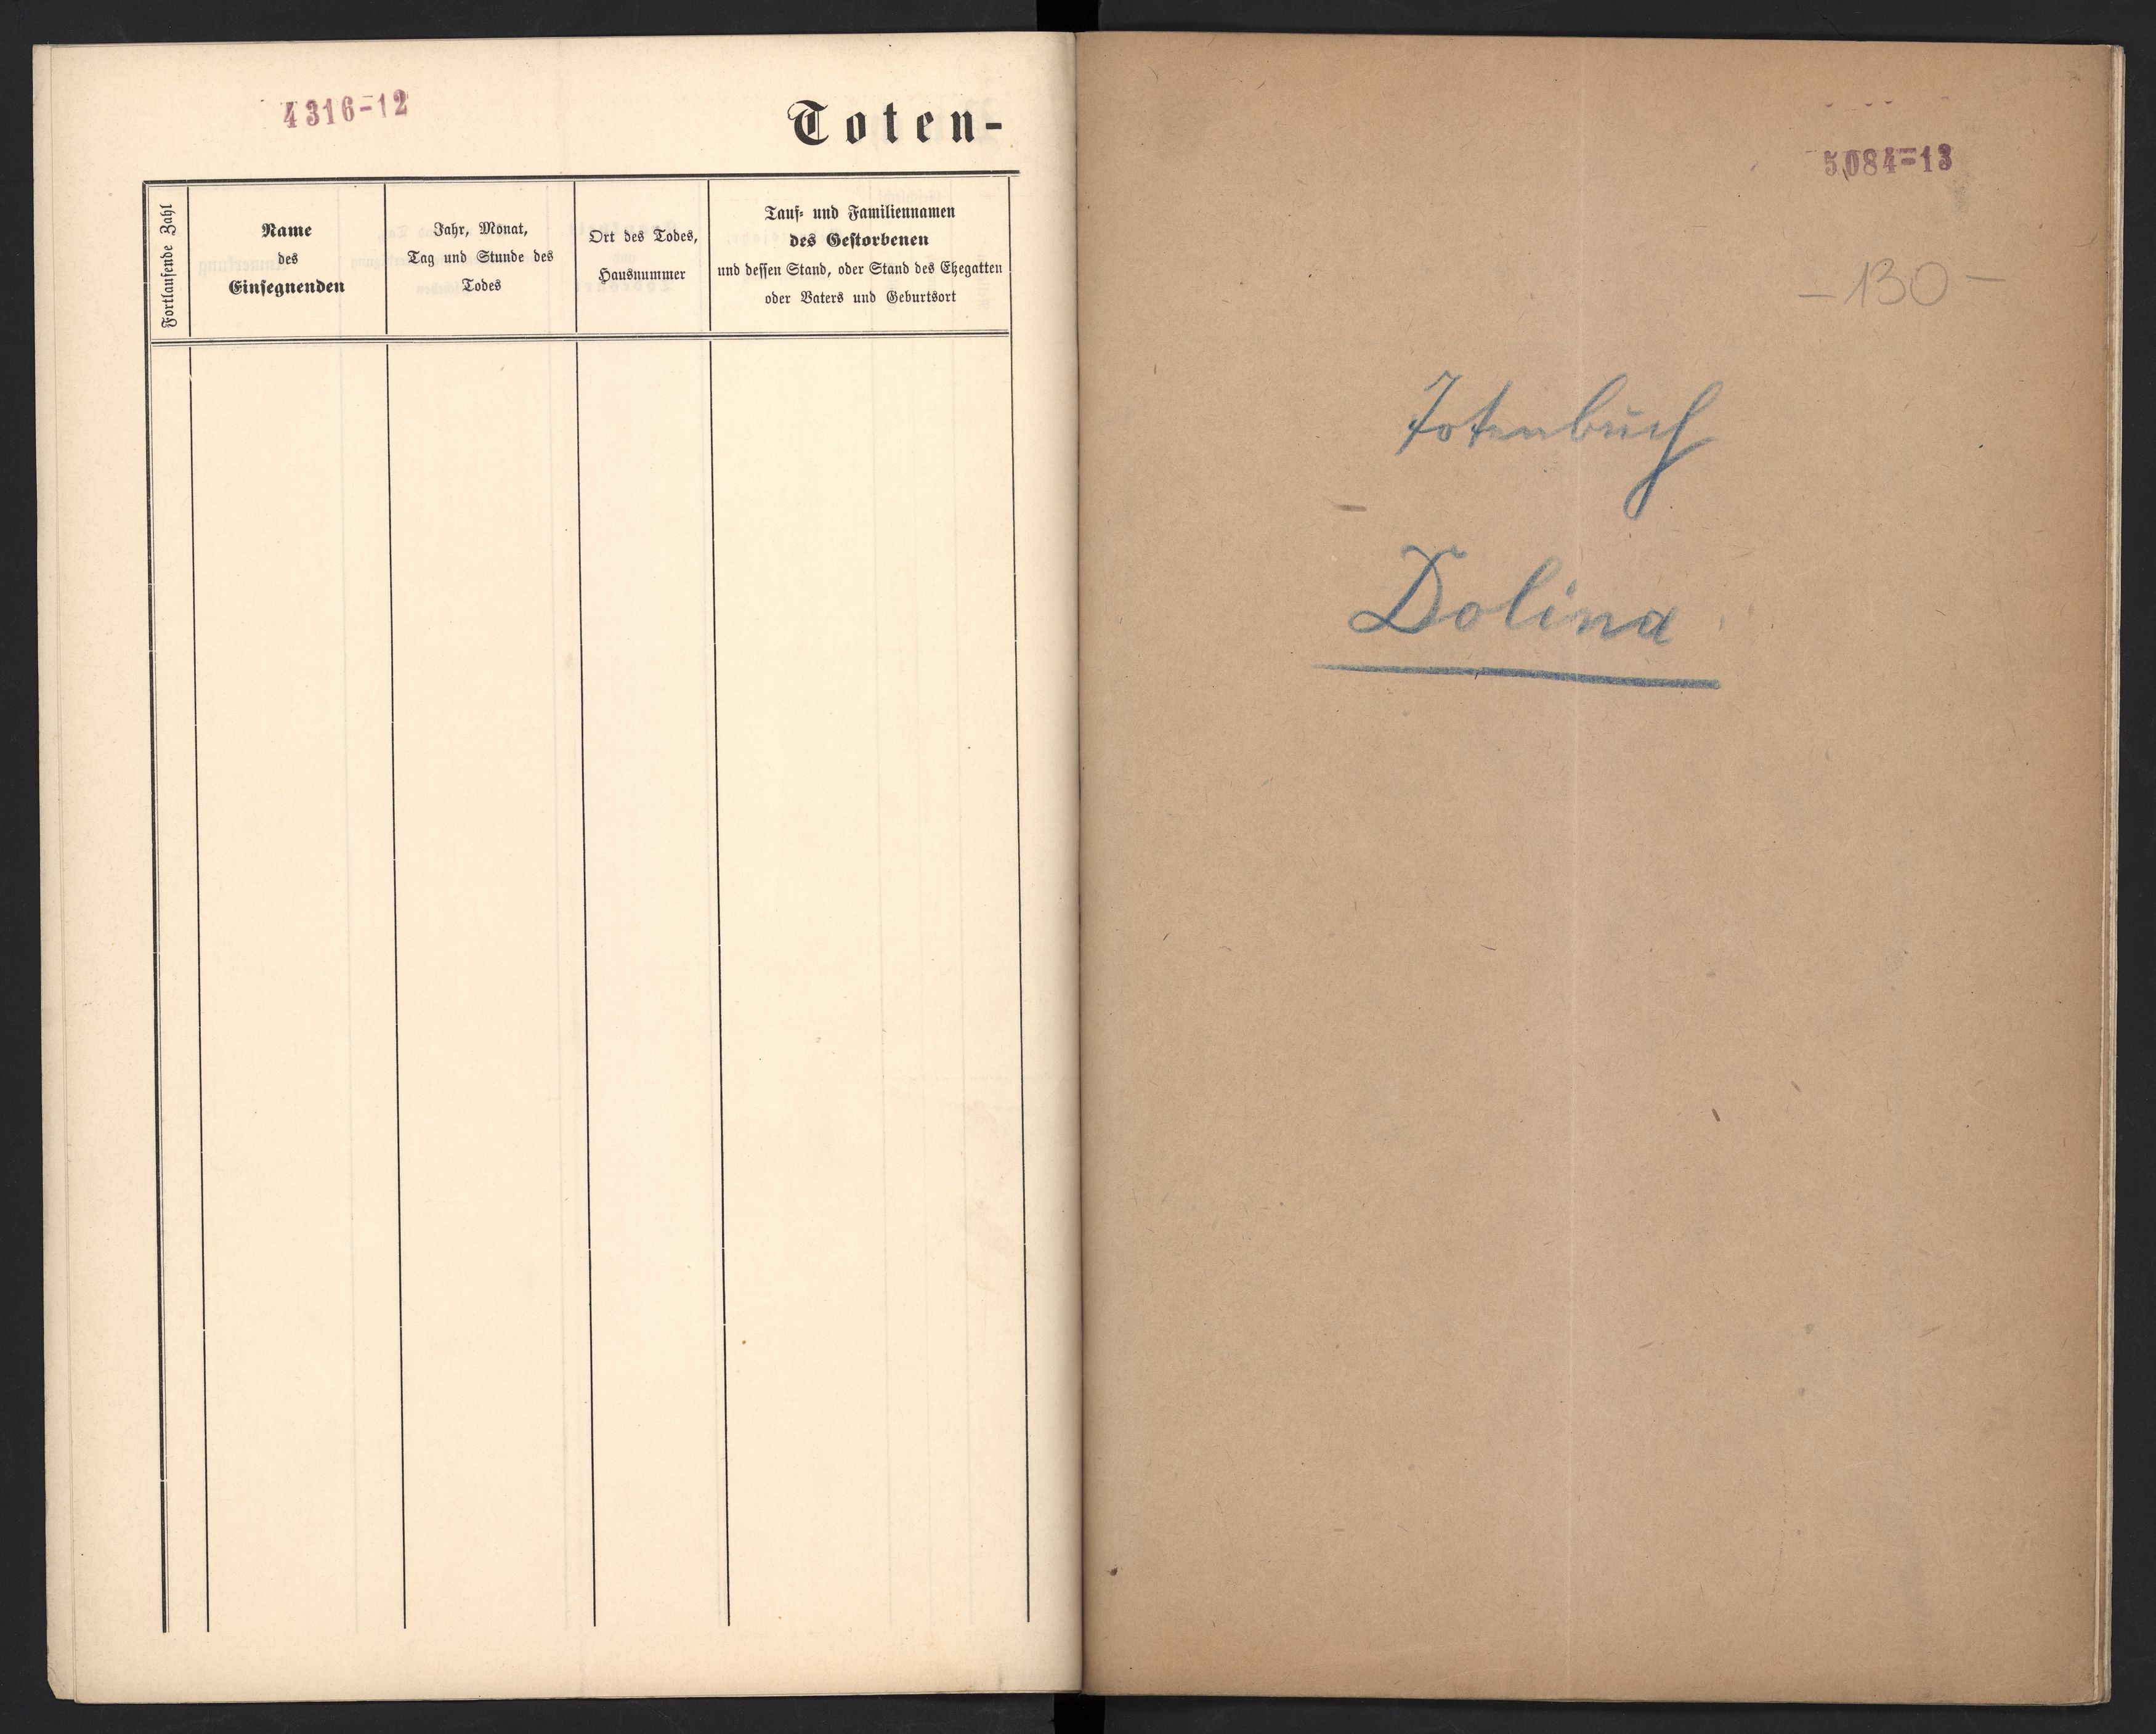 4316-12
Toten-
Fortlaufende Zahl
Name
des
Einsegnenden
Jahr, Monat,
Tag und Stunde des
Todes
Ort des Todes,
Hausnummer
Tauf- und Familiennamen
des Gestorbenen
und dessen Stand, oder Stand des Ehegatten
oder Vaters und Geburtsort
5084-13
- 130 -
Totenbuch
Dolina